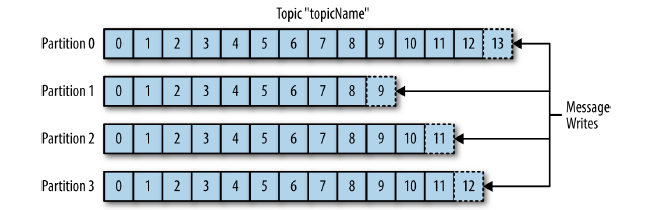 Topic "topicName"
Partition 0 0 1 2 3 4 5 6 7 8 9 10 11 12 13
Partition 1 0 1 2 3 4 5 6 7 8 9
Message
Writes
Partition 2 0 1 2 3 4 5 6 7 8 9 10 11
Partition 3 0 1 2 3 4 5 6 7 8 9 10 11 12